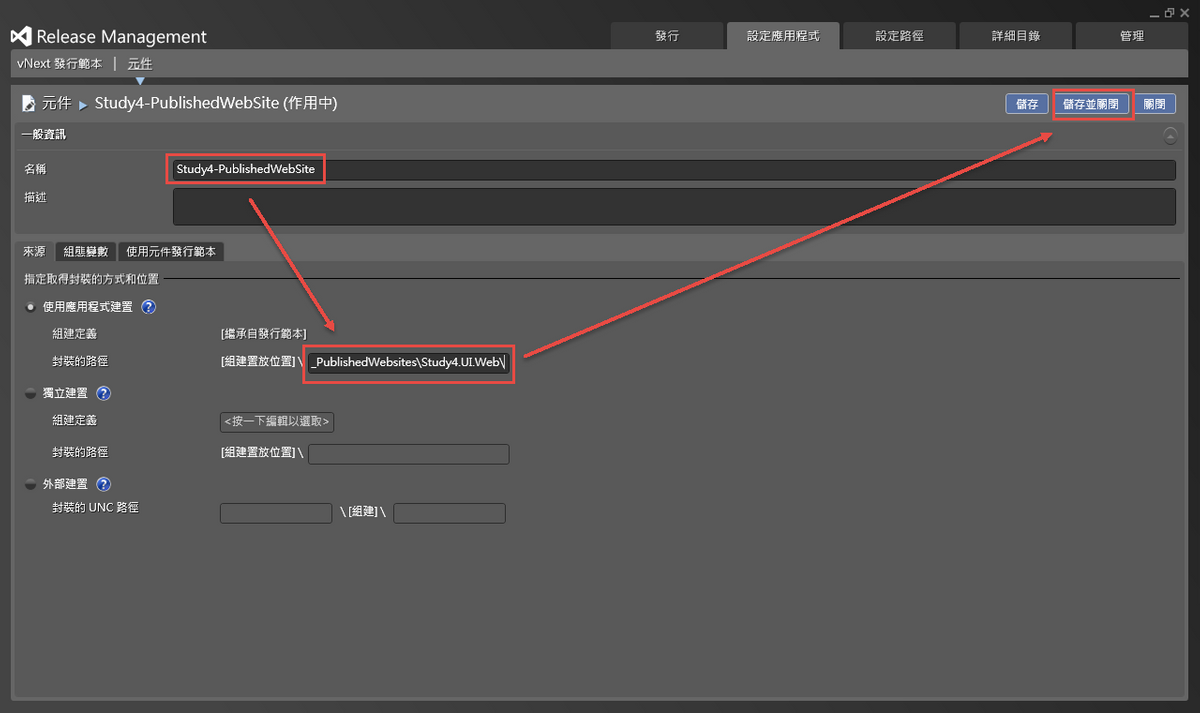 Release Management
發行
設定應用程式
設定路徑
詳細目錄
管理
vNext 發行範本 | 元件
元件 Study4-PublishedWebSite (作用中)
儲存
儲存並關閉
關閉
一般資訊
名稱
Study4-PublishedWebSite
描述
來源
組態變數
使用元件發行範本
指定取得封裝的方式和位置
使用應用程式建置 ?
組建定義
[繼承自發行範本]
封裝的路徑
[組建置放位置]\ _PublishedWebsites\Study4.UI.Web\
獨立建置 ?
組建定義
<按一下編輯以選取>
封裝的路徑
[組建置放位置]\
外部建置 ?
封裝的 UNC 路徑
\[組建]\